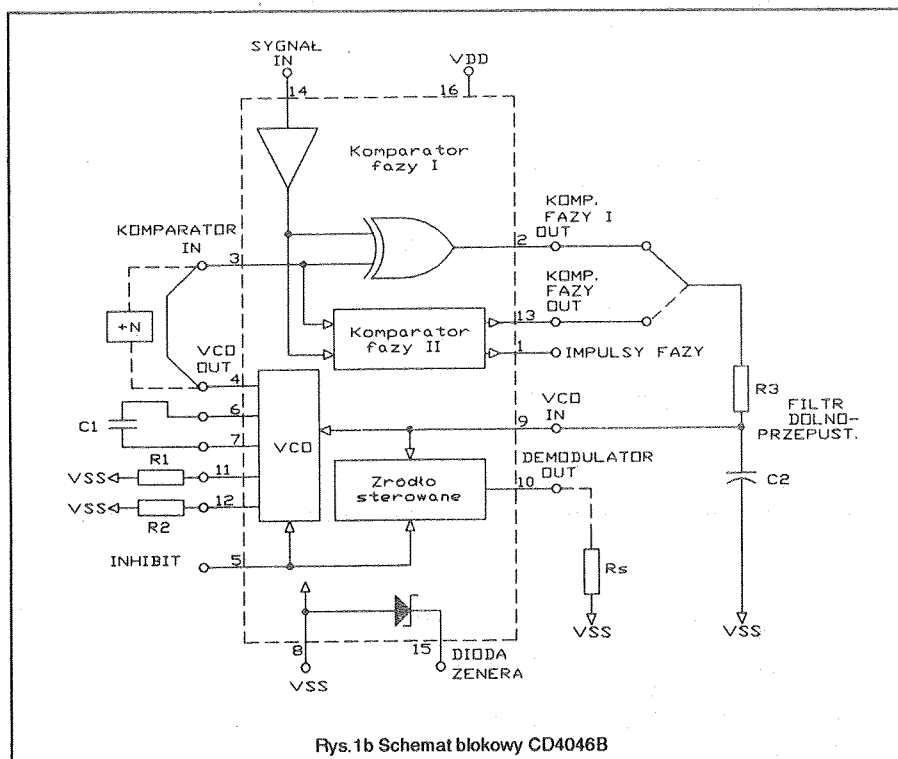 SYGNAŁ
IN
14
VDD
16
Komparator
fazy I
KOMPARATOR
IN
3
2
KOMP.
FAZY I
OUT
KOMP.
FAZY
OUT
13
1
IMPULSY FAZY
Komparator
fazy II
+N
VCO
OUT
4
6
7
11
12
C1
VSS
R1
VSS
R2
VCO
9
VCO
IN
R3
FILTR
DOLNO-
PRZEPUST.
DEMODULATOR
OUT
10
Zródło
sterowane
C2
INHIBIT
5
Rs
VSS
VSS
8
15
DIODA
ZENERA
VSS
Rys.1b Schemat blokowy CD4046B